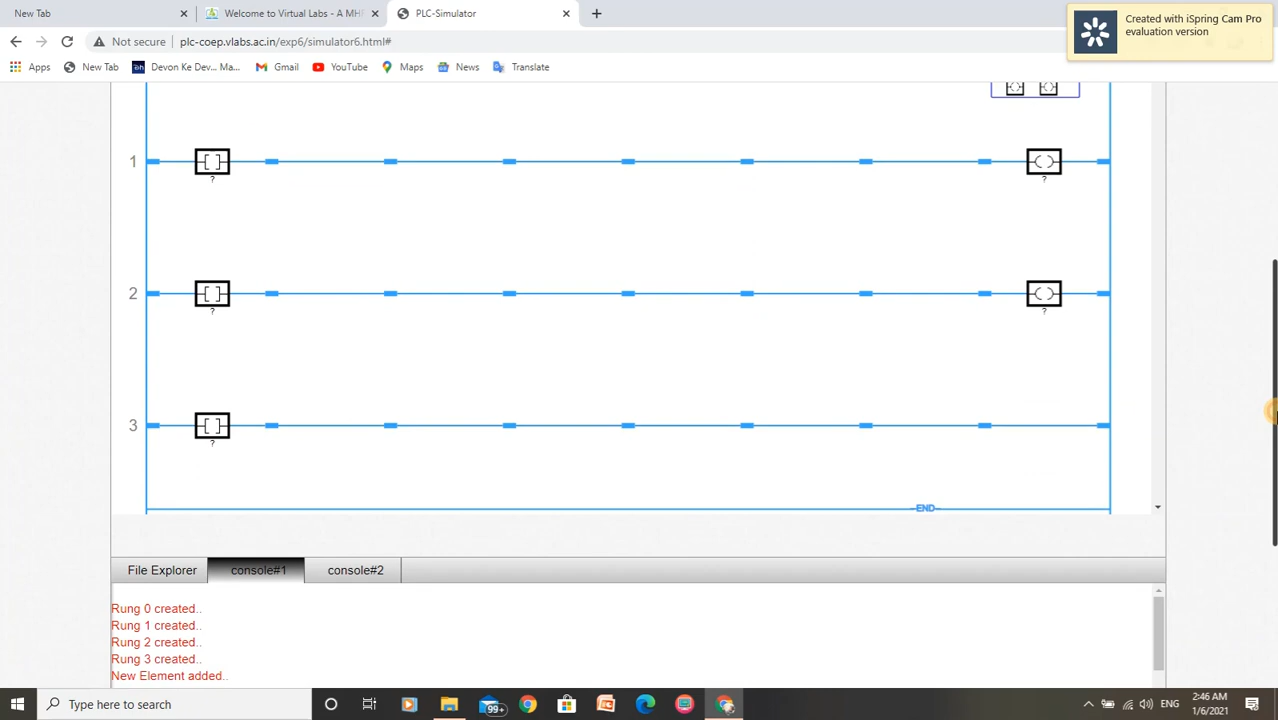 New Tab
Welcome to Virtual Labs - A MHR
PLC-Simulator
Created with iSpring Cam Pro
evaluation version
Not secure
plc-coep.vlabs.ac.in/exp6/simulator6.html#
Apps
New Tab
Devon Ke Dev... Ma...
Gmail
YouTube
Maps
News
Translate
1
?
?
2
?
?
3
?
END
File Explorer
console#1
console#2
Rung 0 created..
Rung 1 created..
Rung 2 created..
Rung 3 created..
New Element added..
Type here to search
99+
ENG
2:46 AM
1/6/2021